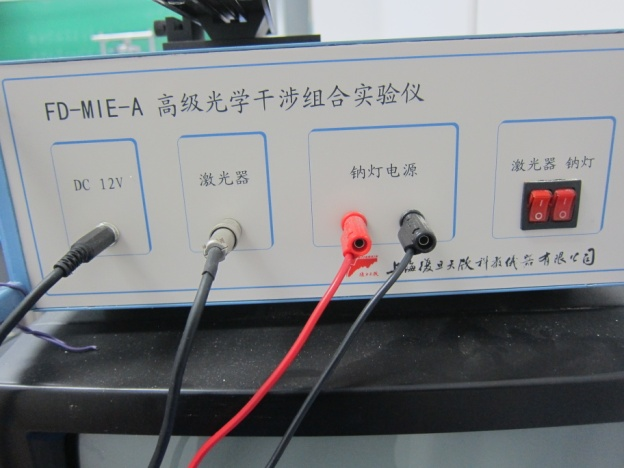 FD-MIE-A 高级光学干涉组合实验仪
DC 12V
激光器
钠灯电源
激光器 钠灯
上海复旦天欣科教仪器有限公司